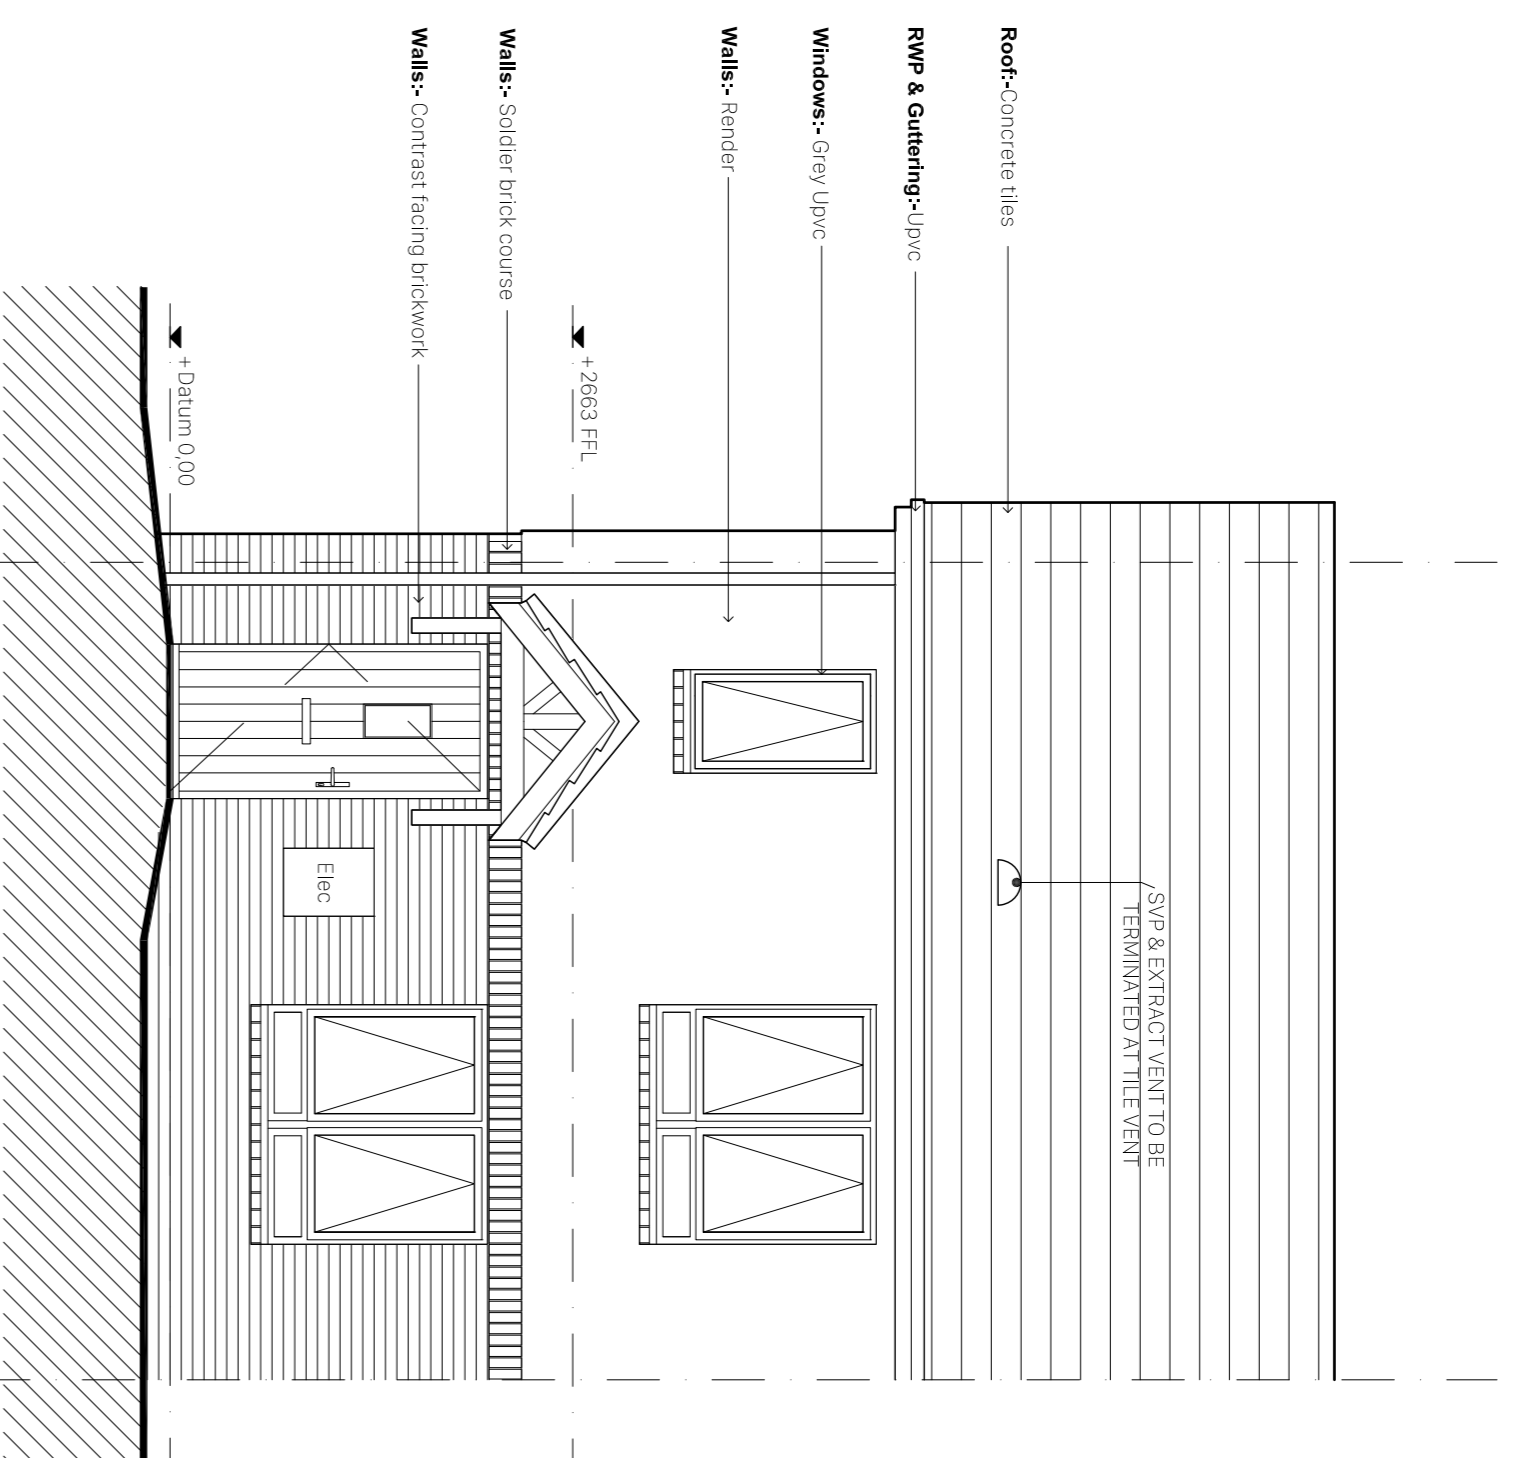 Roof:-Concrete tiles
RWP & Guttering:-Upvc
Windows:- Grey Upvc
Walls:- Render
Walls:- Soldier brick course
Walls:- Contrast facing brickwork
SVP & EXTRACT VENT TO BE
TERMINATED AT TILE VENT
+2663 FFL
+Datum 0,00
Elec